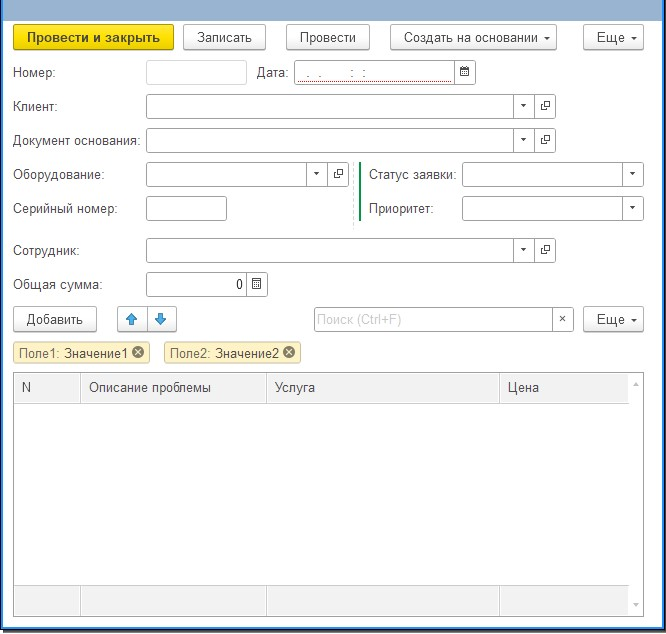 Провести и закрыть Записать Провести Создать на основании Еще
Номер: Дата: . . : :
Клиент:
Документ основания:
Оборудование: Статус заявки:
Серийный номер: Приоритет:
Сотрудник:
Общая сумма: 0
Добавить Поиск (Ctrl+F) × Еще
Поле1: Значение1 Поле2: Значение2
N Описание проблемы Услуга Цена